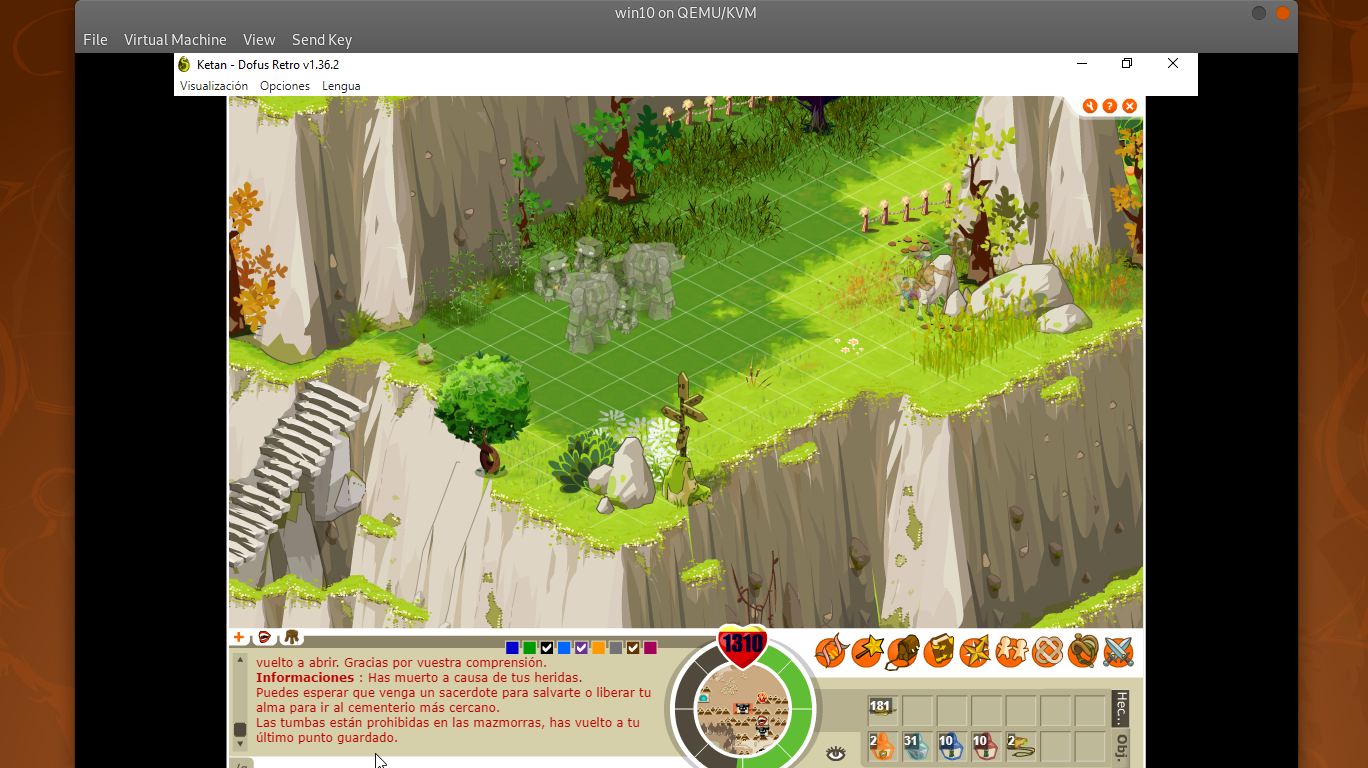 win10 on QEMU/KVM
File Virtual Machine View Send Key
Ketan - Dofus Retro v1.36.2
Visualización Opciones Lengua
?
1310
vuelto a abrir. Gracias por vuestra comprensión.
Informaciones : Has muerto a causa de tus heridas.
Puedes esperar que venga un sacerdote para salvarte o liberar tu
alma para ir al cementerio más cercano.
Las tumbas están prohibidas en las mazmorras, has vuelto a tu
último punto guardado.
181
Hec...
2 31 10 10 2
Obj.